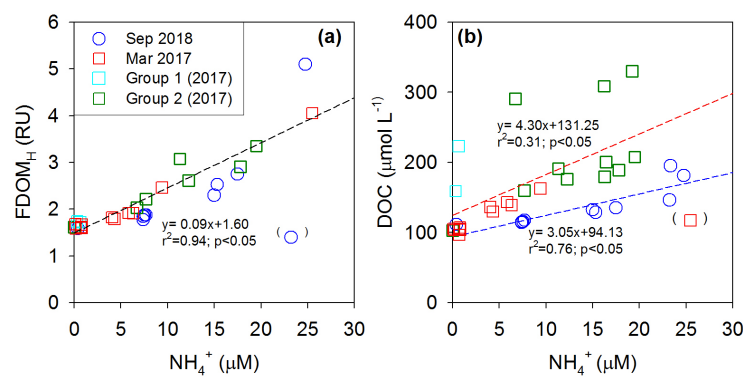 (a)
Sep 2018
Mar 2017
Group 1 (2017)
Group 2 (2017)
FDOMH (RU)
6
5
4
3
2
1
0
y= 0.09x+1.60
r2=0.94; p<0.05
( )
0 5 10 15 20 25 30
NH4+ (μM)
(b)
DOC (μmol L-1)
400
300
200
100
0
y= 4.30x+131.25
r2=0.31; p<0.05
( )
y= 3.05x+94.13
r2=0.76; p<0.05
0 5 10 15 20 25 30
NH4+ (μM)